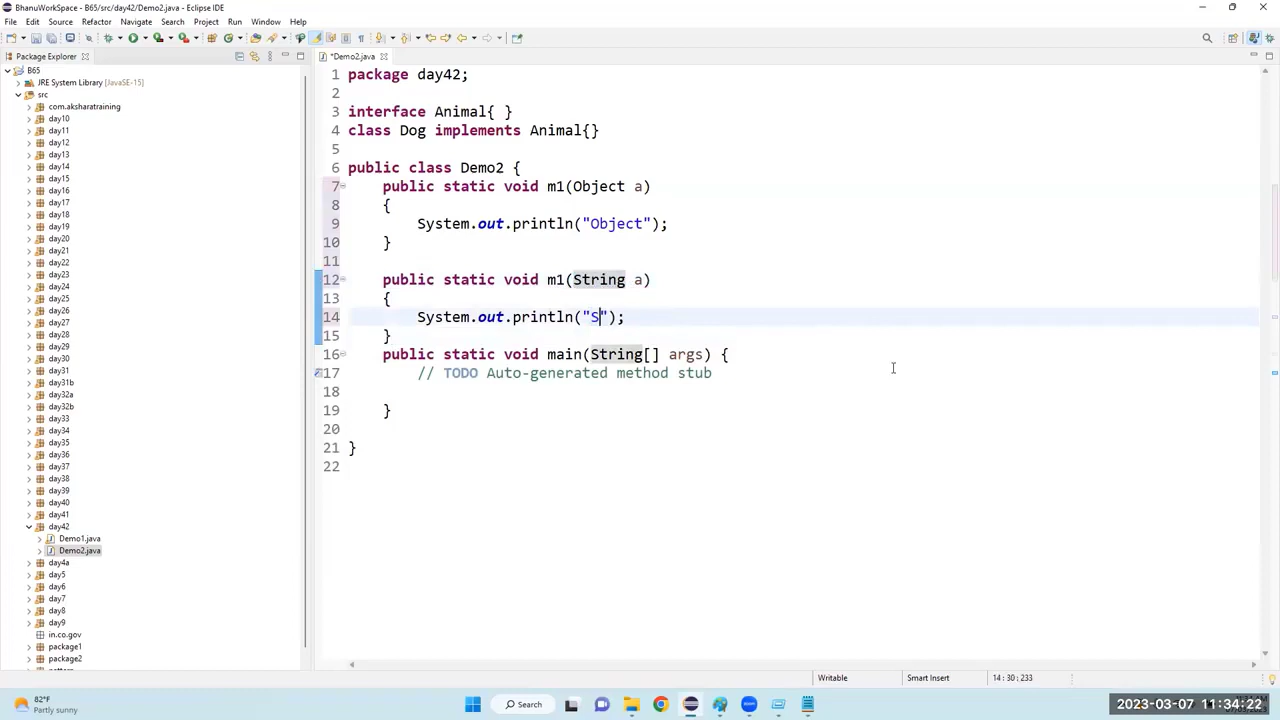 BhanuWorkSpace - B65/src/day42/Demo2.java - Eclipse IDE
File Edit Source Refactor Navigate Search Project Run Window Help
Package Explorer
*Demo2.java
B65
JRE System Library [JavaSE-15]
src
com.aksharatraining
day10
day11
day12
day13
day14
day15
day16
day17
day18
day19
day20
day21
day22
day23
day24
day25
day26
day27
day28
day29
day30
day31
day31b
day32a
day32b
day33
day34
day35
day36
day37
day38
day39
day40
day41
day42
Demo1.java
Demo2.java
day4a
day5
day6
day7
day8
day9
in.co.gov
package1
package2
1 package day42;
2
3 interface Animal{ }
4 class Dog implements Animal{}
5
6 public class Demo2 {
7 public static void m1(Object a)
8 {
9 System.out.println("Object");
10 }
11
12 public static void m1(String a)
13 {
14 System.out.println("S");
15 }
16 public static void main(String[] args) {
17 // TODO Auto-generated method stub
18
19 }
20
21 }
22
Writable Smart Insert 14 : 30 : 233
82°F
Partly sunny
Search
2023-03-07 11:34:22